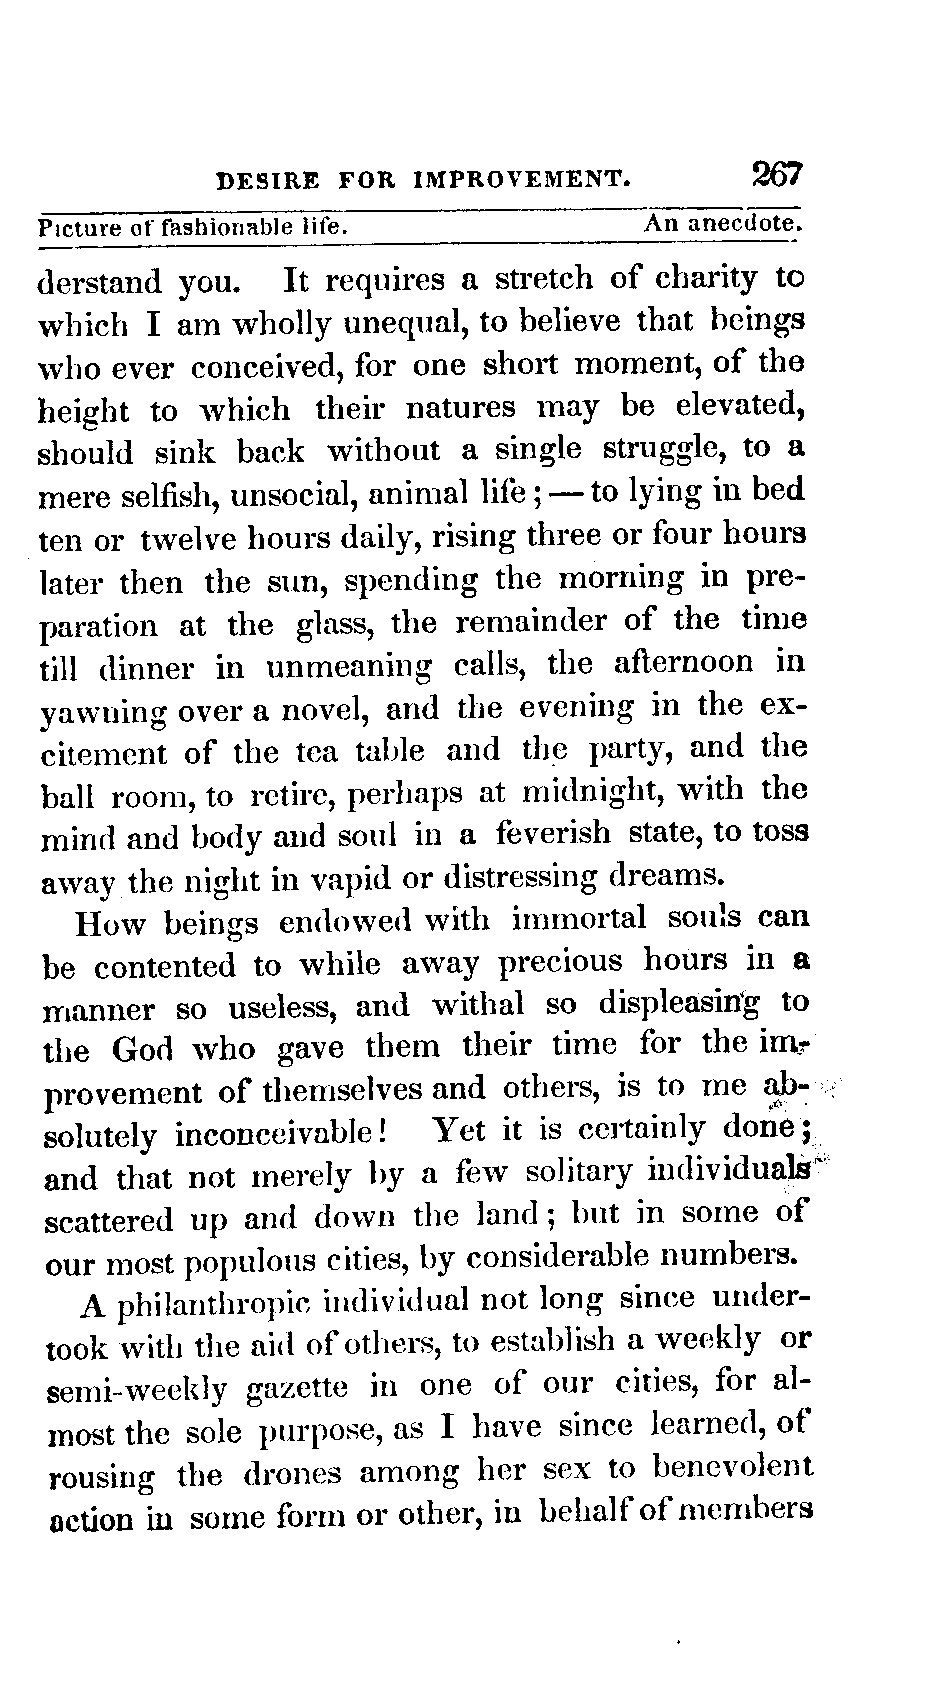 DESIRE FOR IMPROVEMENT. 267
Picture of fashionable life. An anecdote.
derstand you. It requires a stretch of charity to
which I am wholly unequal, to believe that beings
who ever conceived, for one short moment, of the
height to which their natures may be elevated,
should sink back without a single struggle, to a
mere selfish, unsocial, animal life; — to lying in bed
ten or twelve hours daily, rising three or four hours
later then the sun, spending the morning in pre-
paration at the glass, the remainder of the time
till dinner in unmeaning calls, the afternoon in
yawning over a novel, and the evening in the ex-
citement of the tea table and the party, and the
ball room, to retire, perhaps at midnight, with the
mind and body and soul in a feverish state, to toss
away the night in vapid or distressing dreams.
How beings endowed with immortal souls can
be contented to while away precious hours in a
manner so useless, and withal so displeasing to
the God who gave them their time for the im-
provement of themselves and others, is to me ab-
solutely inconceivable! Yet it is certainly done;
and that not merely by a few solitary individuals
scattered up and down the land; but in some of
our most populous cities, by considerable numbers.
A philanthropic individual not long since under-
took with the aid of others, to establish a weekly or
semi-weekly gazette in one of our cities, for al-
most the sole purpose, as I have since learned, of
rousing the drones among her sex to benevolent
action in some form or other, in behalf of members